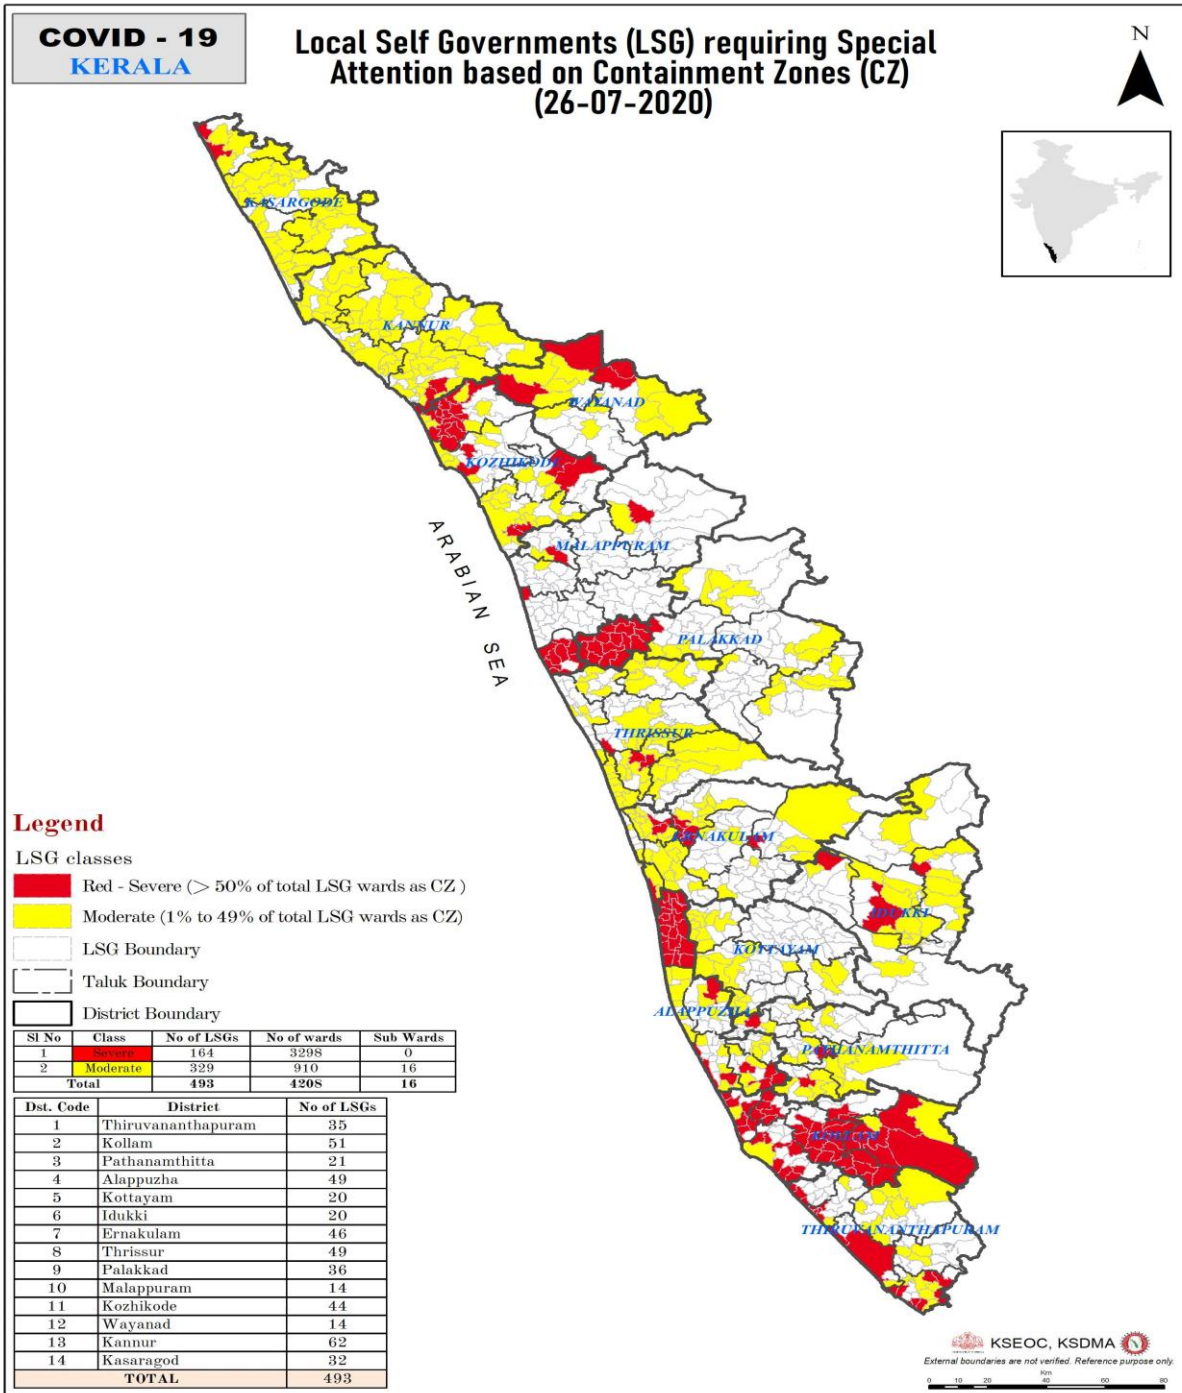 COVID - 19
KERALA
Local Self Governments (LSG) requiring Special
Attention based on Containment Zones (CZ)
(26-07-2020)
N
KASARGODE
KANNUR
WAYANAD
KOZHIKODE
MALAPPURAM
ARABIAN SEA
PALAKKAD
THRISSUR
ERNAKULAM
IDUKKI
KOTTAYAM
ALAPPUZHA
PATHANAMTHITTA
KOLLAM
THIRUVANANTHAPURAM
Legend
LSG classes
Red - Severe (> 50% of total LSG wards as CZ )
Moderate (1% to 49% of total LSG wards as CZ)
LSG Boundary
Taluk Boundary
District Boundary
Sl No Class No of LSGs No of wards Sub Wards
1 Severe 164 3298 0
2 Moderate 329 910 16
Total 493 4208 16
Dst. Code District No of LSGs
1 Thiruvananthapuram 35
2 Kollam 51
3 Pathanamthitta 21
4 Alappuzha 49
5 Kottayam 20
6 Idukki 20
7 Ernakulam 46
8 Thrissur 49
9 Palakkad 36
10 Malappuram 14
11 Kozhikode 44
12 Wayanad 14
13 Kannur 62
14 Kasaragod 32
TOTAL 493
KSEOC, KSDMA
External boundaries are not verified. Reference purpose only
Km
0 10 20 40 60 80